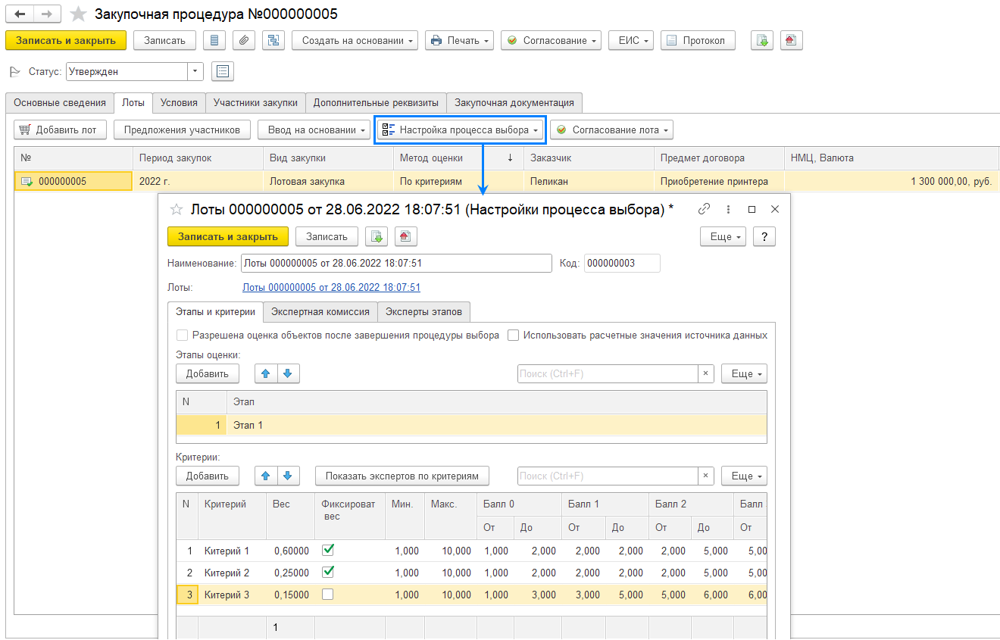 Закупочная процедура №000000005
Записать и закрыть Записать Создать на основании Печать Согласование ЕИС Протокол
Статус: Утвержден
Основные сведения Лоты Условия Участники закупки Дополнительные реквизиты Закупочная документация
Добавить лот Предложения участников Ввод на основании Настройка процесса выбора Согласование лота
№ Период закупок Вид закупки Метод оценки ↓ Заказчик Предмет договора НМЦ, Валюта
000000005 2022 г. Лотовая закупка По критериям Пеликан Приобретение принтера 1 300 000,00, руб.
Лоты 000000005 от 28.06.2022 18:07:51 (Настройки процесса выбора) *
Записать и закрыть Записать Еще ?
Наименование: Лоты 000000005 от 28.06.2022 18:07:51 Код: 000000003
Лоты: Лоты 000000005 от 28.06.2022 18:07:51
Этапы и критерии Экспертная комиссия Эксперты этапов
Разрешена оценка объектов после завершения процедуры выбора Использовать расчетные значения источника данных
Этапы оценки:
Добавить Поиск (Ctrl+F) × Еще
N Этап
1 Этап 1
Критерии:
Добавить Показать экспертов по критериям Поиск (Ctrl+F) × Еще
N Критерий Вес Фиксироват Мин. Макс. Балл 0 Балл 1 Балл 2 Балл
вес От До От До От До От
1 Китерий 1 0,60000 1,000 10,000 1,000 2,000 2,000 2,000 2,000 5,000 5,00
2 Китерий 2 0,25000 1,000 10,000 1,000 2,000 2,000 2,000 2,000 5,000 5,00
3 Китерий 3 0,15000 1,000 10,000 1,000 3,000 3,000 5,000 5,000 6,000 6,00
1